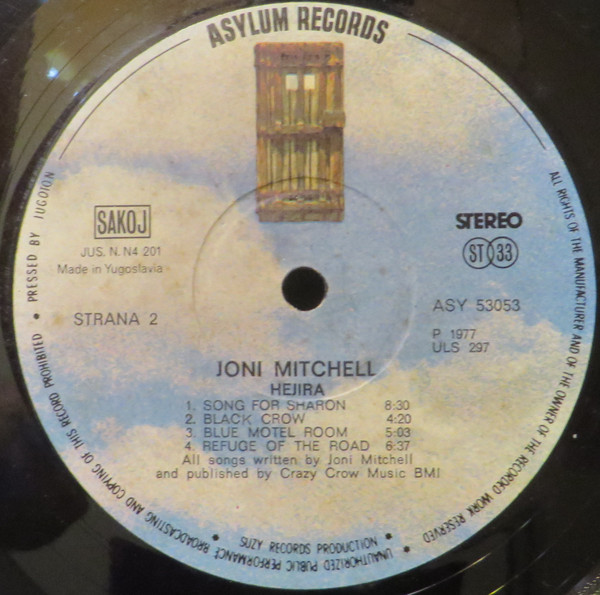 ASYLUM RECORDS
SAKOJ
JUS. N. N4 201
Made in Yugoslavia
STRANA 2
STEREO
ST 33
ASY 53053
P 1977
ULS 297
JONI MITCHELL
HEJIRA
1. SONG FOR SHARON 8:30
2. BLACK CROW 4:20
3. BLUE MOTEL ROOM 5:03
4. REFUGE OF THE ROAD 6:37
All songs written by Joni Mitchell
and published by Crazy Crow Music BMI
ALL RIGHTS OF THE MANUFACTURER AND OF THE OWNER OF THE RECORDED WORK RESERVED
• UNAUTHORIZED PUBLIC PERFORMANCE BROADCASTING AND COPYING OF THIS RECORD PROHIBITED • PRESSED BY JUGODION
• SUZY RECORDS PRODUCTION •